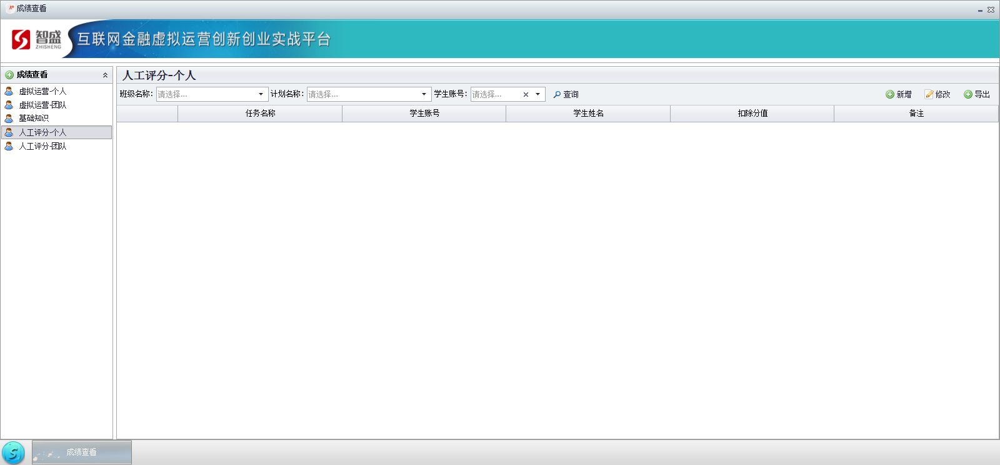 成绩查看
智盛
ZHISHENG
互联网金融虚拟运营创新创业实战平台
成绩查看
虚拟运营-个人
虚拟运营-团队
基础知识
人工评分-个人
人工评分-团队
人工评分-个人
班级名称: 请选择... 计划名称: 请选择... 学生账号: 请选择... 查询 新增 修改 导出
任务名称 学生账号 学生姓名 扣除分值 备注
成绩查看